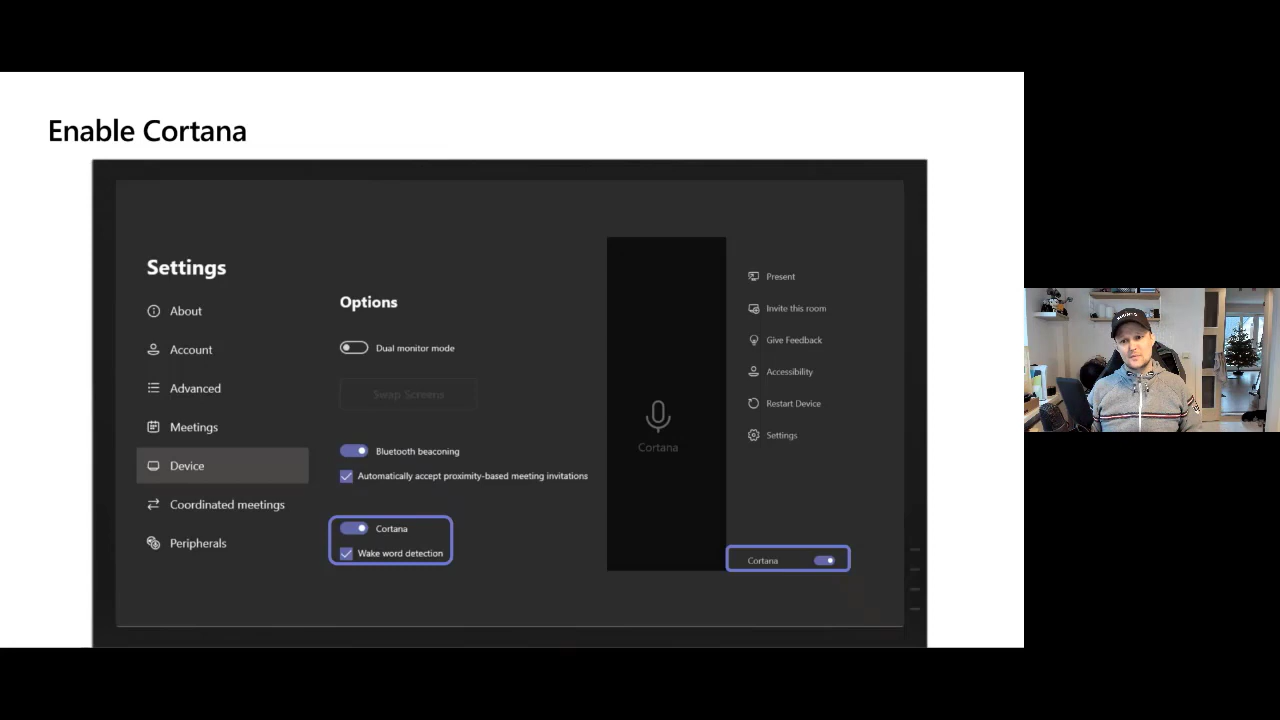 Enable Cortana
Settings
About
Account
Advanced
Meetings
Device
Coordinated meetings
Peripherals
Options
Dual monitor mode
Swap Screens
Bluetooth beaconing
Automatically accept proximity-based meeting invitations
Cortana
Wake word detection
Cortana
Present
Invite this room
Give Feedback
Accessibility
Restart Device
Settings
Cortana